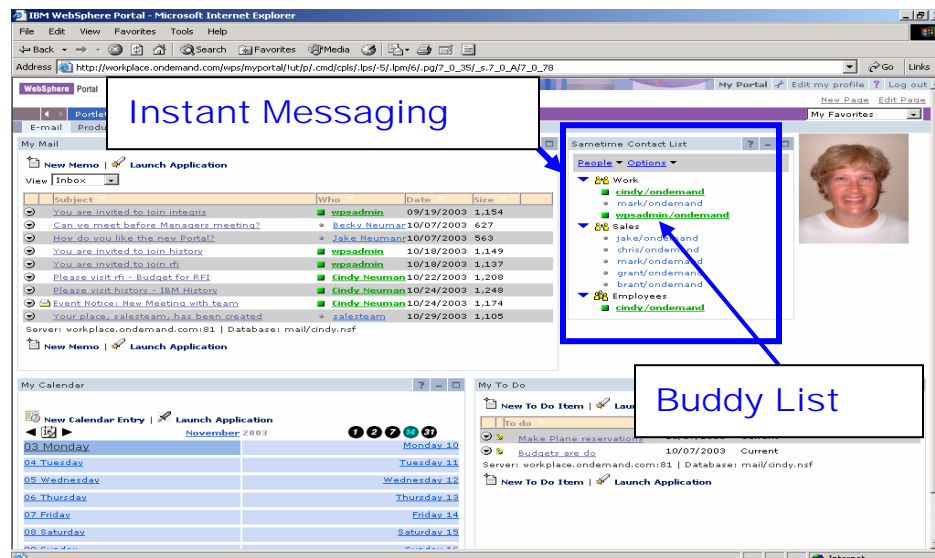 IBM WebSphere Portal - Microsoft Internet Explorer
File Edit View Favorites Tools Help
Back Search Favorites Media
Address http://workplace.ondemand.com/wps/myportal/!ut/p/.cmd/cpls/.lps/-5/.lpm/6/.pg/7_0_35/_s.7_0_A/7_0_78 Go Links
WebSphere Portal My Portal Edit my profile ? Log out
New Page Edit Page
Instant Messaging
My Favorites
E-mail
My Mail
Sametime Contact List ?
New Memo | Launch Application
View Inbox
Subject Who Date Size
You are invited to join integris wpsadmin 09/19/2003 1,154
Can we meet before Managers meeting? Becky Neumar 10/07/2003 627
How do you like the new Portal? Jake Neumanr 10/07/2003 563
You are invited to join history wpsadmin 10/18/2003 1,149
You are invited to join rfi wpsadmin 10/18/2003 1,137
Please visit rfi - Budget for RFI Cindy Neuman 10/22/2003 1,208
Please visit history - IBM History Cindy Neuman 10/24/2003 1,248
Event Notice: New Meeting with team Cindy Neuman 10/24/2003 1,174
Your place, salesteam, has been created salesteam 10/29/2003 1,105
Server: workplace.ondemand.com:81 | Database: mail/cindy.nsf
New Memo | Launch Application
People Options
Work
cindy/ondemand
mark/ondemand
wpsadmin/ondemand
Sales
jake/ondemand
chris/ondemand
mark/ondemand
grant/ondemand
brant/ondemand
Employees
cindy/ondemand
My Calendar ?
New Calendar Entry | Launch Application
16 November 2003 1 2 7 14 31
03 Monday Monday 10
04 Tuesday Tuesday 11
05 Wednesday Wednesday 12
06 Thursday Thursday 13
07 Friday Friday 14
08 Saturday Saturday 15
My To Do
New To Do Item |
Buddy List
To do
Make Plane reservations
Budgets are do 10/07/2003 Current
Server: workplace.ondemand.com:81 | Database: mail/cindy.nsf
New To Do Item | Launch Application